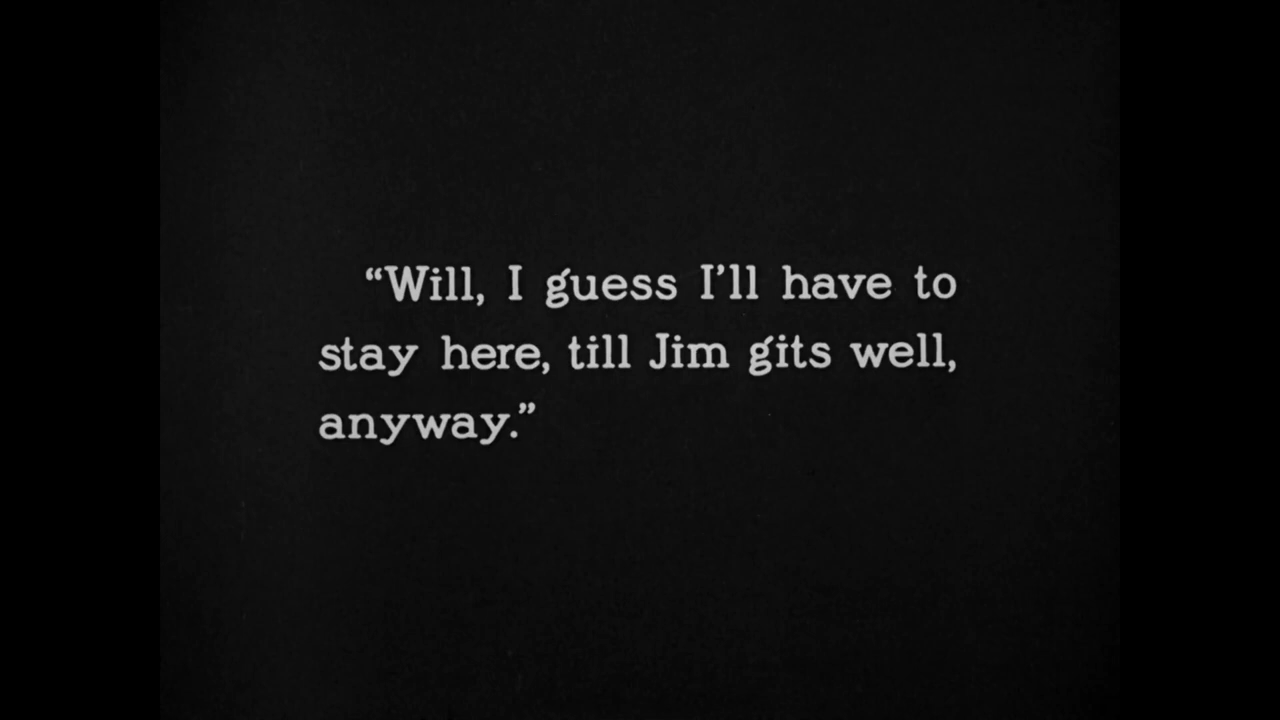 “Will, I guess I’ll have to
stay here, till Jim gits well,
anyway.”